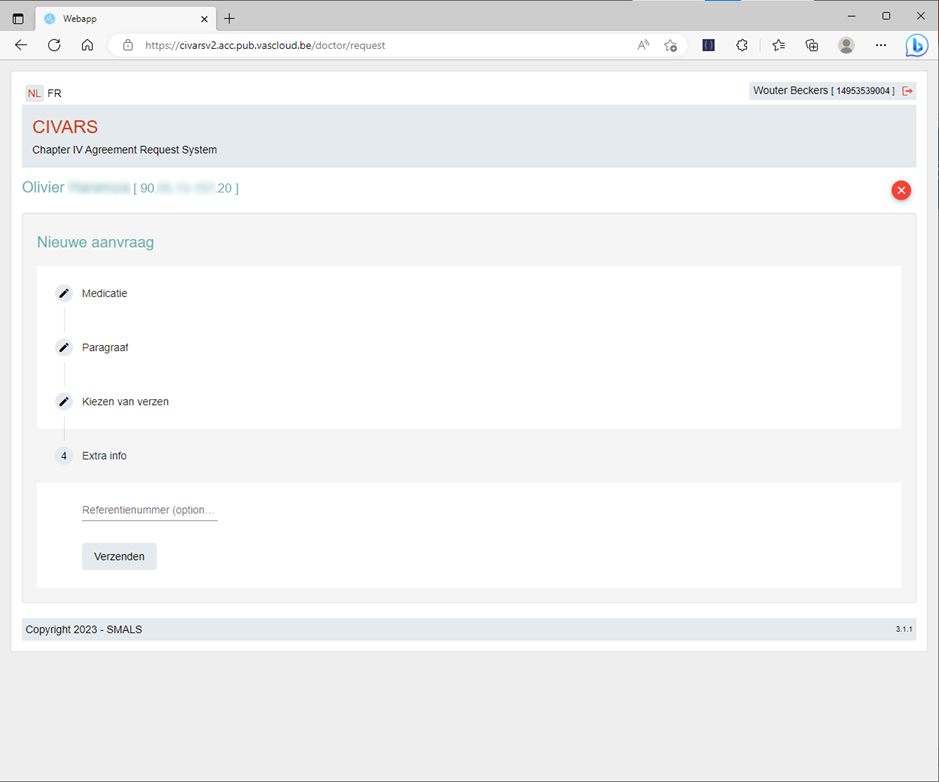 Webapp
https://civarsv2.acc.pub.vascloud.be/doctor/request
NL FR
Wouter Beckers [ 14953539004 ]
CIVARS
Chapter IV Agreement Request System
Olivier [ 90. .20 ]
Nieuwe aanvraag
Medicatie
Paragraaf
Kiezen van verzen
4 Extra info
Referentienummer (option...
Verzenden
Copyright 2023 - SMALS
3.1.1